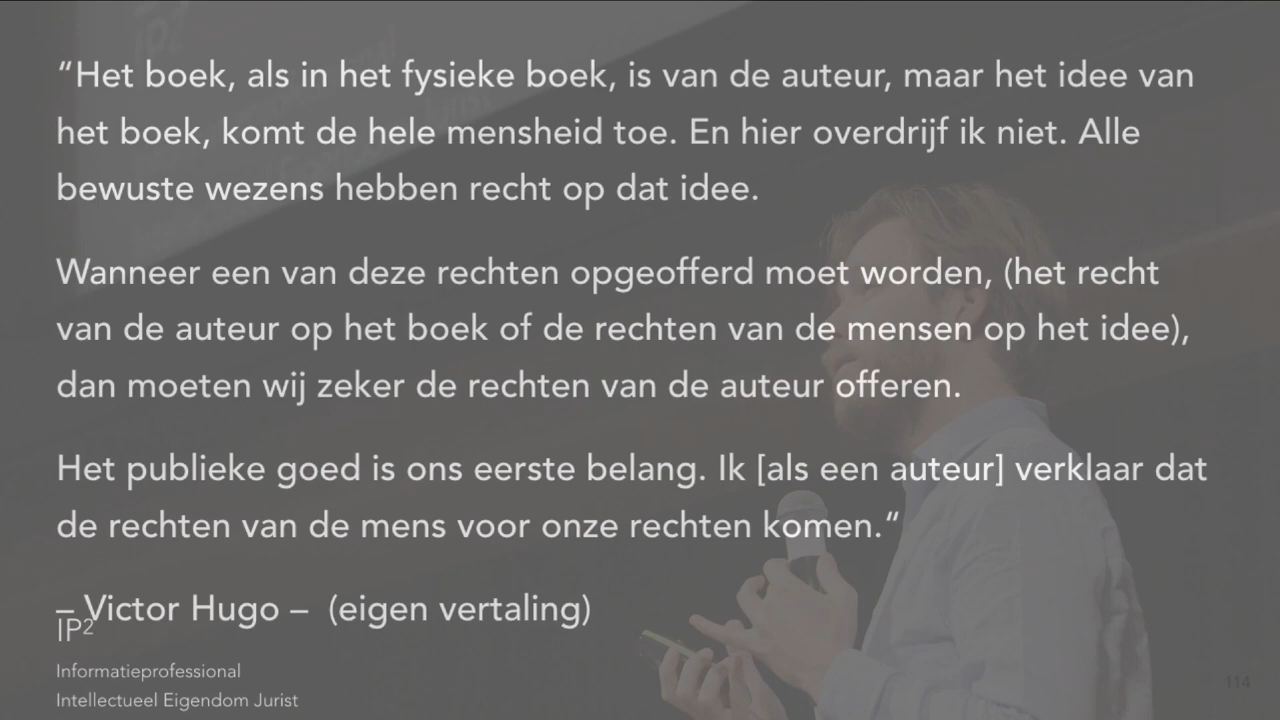 “Het boek, als in het fysieke boek, is van de auteur, maar het idee van
het boek, komt de hele mensheid toe. En hier overdrijf ik niet. Alle
bewuste wezens hebben recht op dat idee.
Wanneer een van deze rechten opgeofferd moet worden, (het recht
van de auteur op het boek of de rechten van de mensen op het idee),
dan moeten wij zeker de rechten van de auteur offeren.
Het publieke goed is ons eerste belang. Ik [als een auteur] verklaar dat
de rechten van de mens voor onze rechten komen.“
– Victor Hugo – (eigen vertaling)
IP²
Informatieprofessional
Intellectueel Eigendom Jurist
114